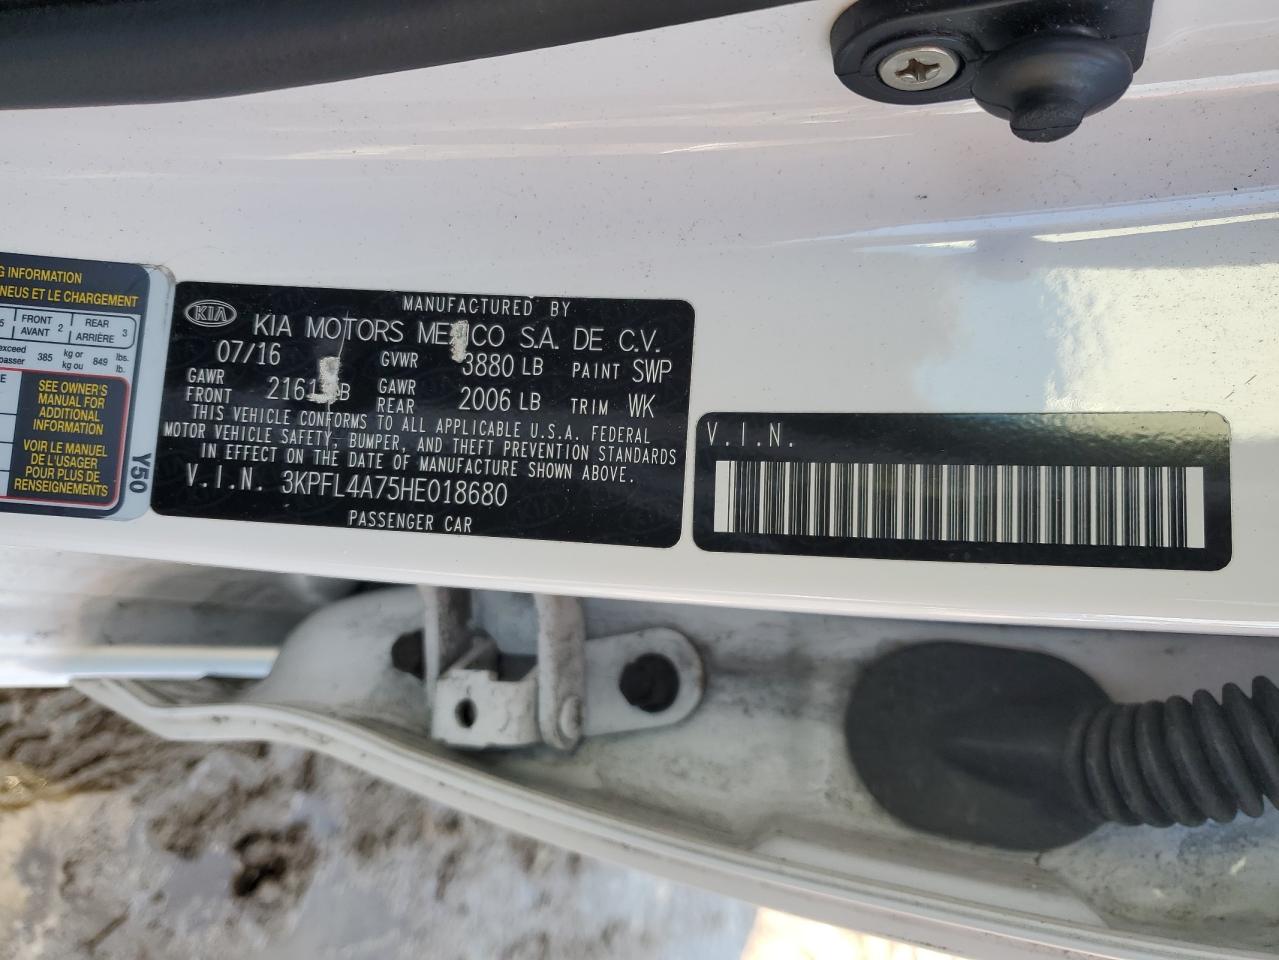 G INFORMATION
NEUS ET LE CHARGEMENT
5 FRONT AVANT 2 REAR ARRIÈRE 3
exceed passer 385 kg or kg ou 849 lbs. lb.
SEE OWNER'S
MANUAL FOR
ADDITIONAL
INFORMATION
VOIR LE MANUEL
DE L'USAGER
POUR PLUS DE
RENSEIGNEMENTS
Y50
KIA
MANUFACTURED BY
KIA MOTORS ME CO S.A. DE C.V.
07/16 GVWR 3880 LB PAINT SWP
GAWR FRONT 216 B GAWR REAR 2006 LB TRIM WK
THIS VEHICLE CONFORMS TO ALL APPLICABLE U.S.A. FEDERAL
MOTOR VEHICLE SAFETY, BUMPER, AND THEFT PREVENTION STANDARDS
IN EFFECT ON THE DATE OF MANUFACTURE SHOWN ABOVE.
V.I.N. 3KPFL4A75HE018680
PASSENGER CAR
V.I.N.